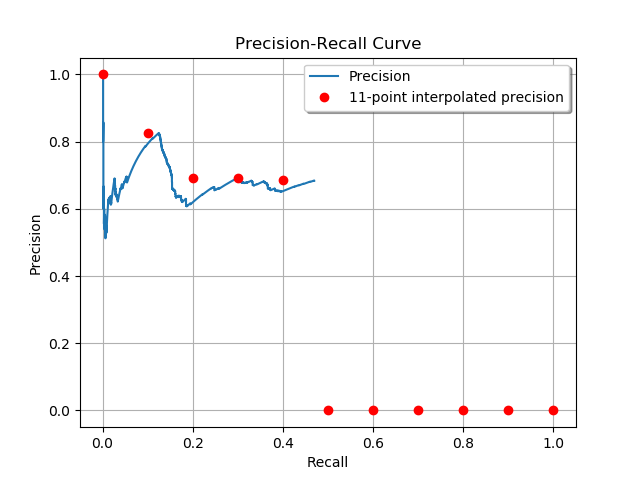 Precision-Recall Curve
Precision
11-point interpolated precision
1.0
0.8
0.6
0.4
0.2
0.0
Precision
0.0 0.2 0.4 0.6 0.8 1.0
Recall